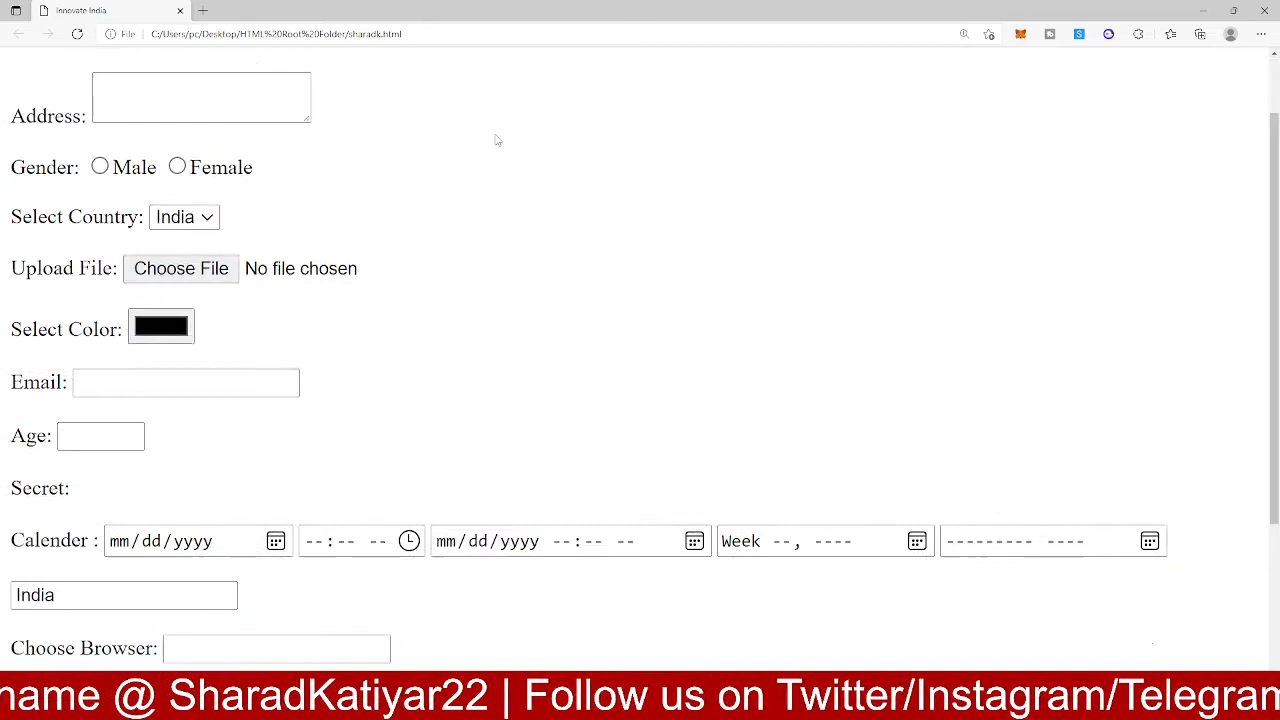 Innovate India
File C:/Users/pc/Desktop/HTML%20Root%20Folder/sharadk.html
Address:
Gender: Male Female
Select Country: India
Upload File: Choose File No file chosen
Select Color:
Email:
Age:
Secret:
Calender : mm/dd/yyyy --:-- -- mm/dd/yyyy --:-- -- Week --, ---- --------- ----
India
Choose Browser:
name @ SharadKatiyar22 | Follow us on Twitter/Instagram/Telegram